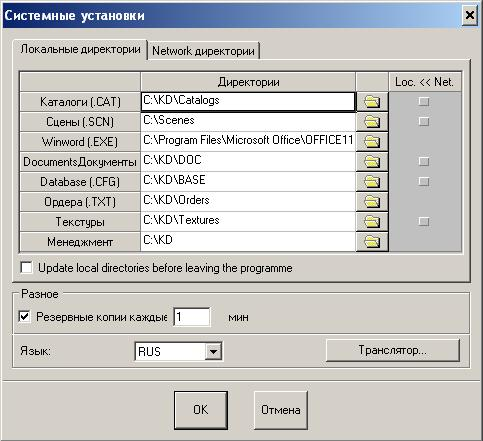 Системные установки
Локальные директории Network директории
Директории Loc. << Net.
Каталоги (.CAT) C:\KD\Catalogs
Сцены (.SCN) C:\Scenes
Winword (.EXE) C:\Program Files\Microsoft Office\OFFICE11
DocumentsДокументы C:\KD\DOC
Database (.CFG) C:\KD\BASE
Ордера (.TXT) C:\KD\Orders
Текстуры C:\KD\Textures
Менеджмент C:\KD
Update local directories before leaving the programme
Разное
Резервные копии каждые 1 мин
Язык: RUS Транслятор...
OK Отмена